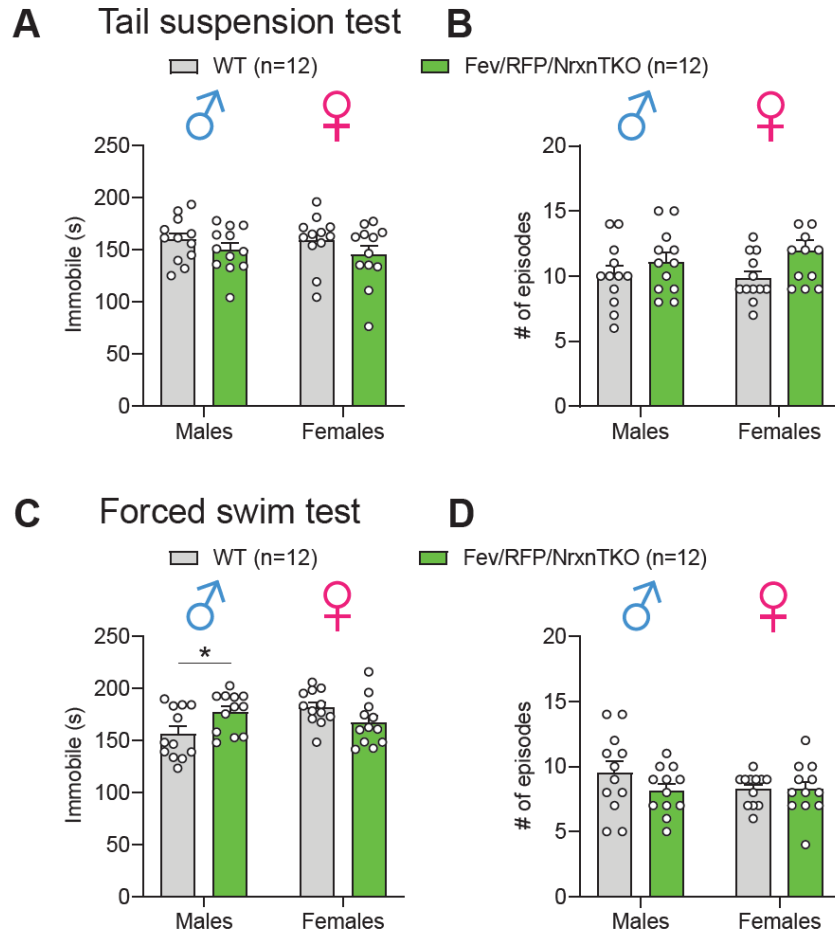 A Tail suspension test B
WT (n=12) Fev/RFP/NrxnTKO (n=12)
♂ ♀ ♂ ♀
250
200
150
100
50
0
Immobile (s)
Males Females
20
15
10
5
0
# of episodes
Males Females
C Forced swim test D
WT (n=12) Fev/RFP/NrxnTKO (n=12)
♂ ♀ ♂ ♀
250
200
150
100
50
0
Immobile (s)
*
Males Females
20
15
10
5
0
# of episodes
Males Females